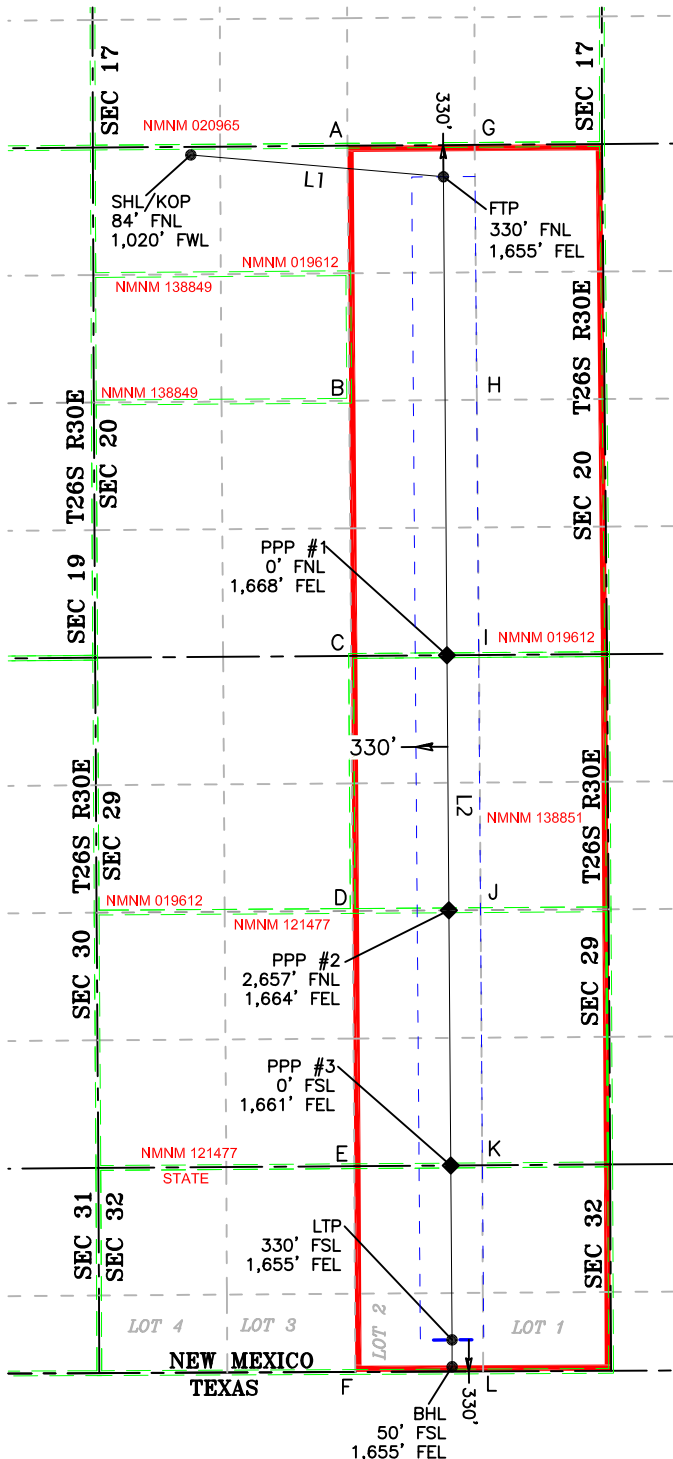 SEC 17
SEC 17
NMNM 020965
A
330'
G
L1
SHL/KOP
84' FNL
1,020' FWL
FTP
330' FNL
1,655' FEL
NMNM 019612
NMNM 138849
NMNM 138849
B
H
T26S R30E
SEC 19
SEC 20
T26S R30E
SEC 20
PPP #1
0' FNL
1,668' FEL
C
I
NMNM 019612
330'
L2
NMNM 138851
T26S R30E
SEC 30
SEC 29
T26S R30E
SEC 29
NMNM 019612
D
J
NMNM 121477
PPP #2
2,657' FNL
1,664' FEL
PPP #3
0' FSL
1,661' FEL
NMNM 121477
E
K
STATE
SEC 31
SEC 32
SEC 32
LTP
330' FSL
1,655' FEL
LOT 4
LOT 3
LOT 2
LOT 1
NEW MEXICO
TEXAS
F
L
330'
BHL
50' FSL
1,655' FEL